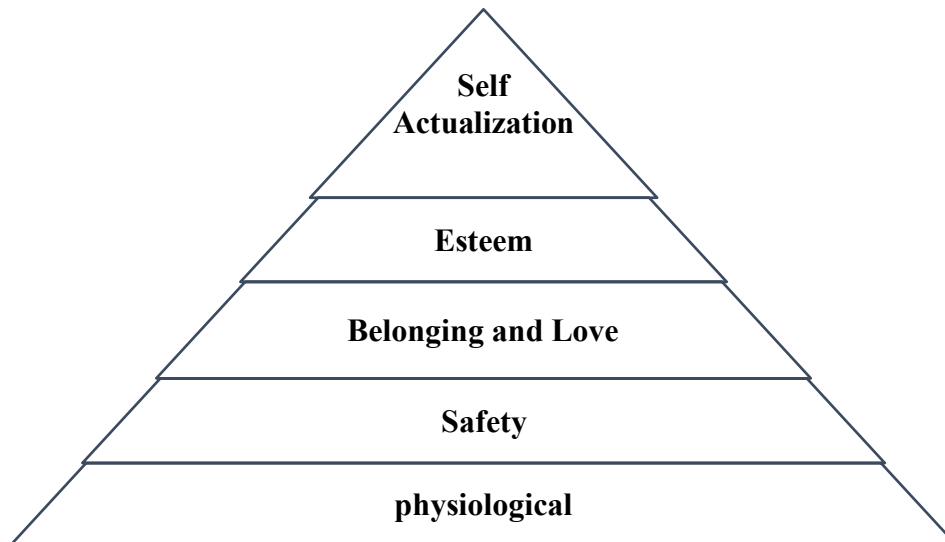 Self
Actualization
Esteem
Belonging and Love
Safety
physiological